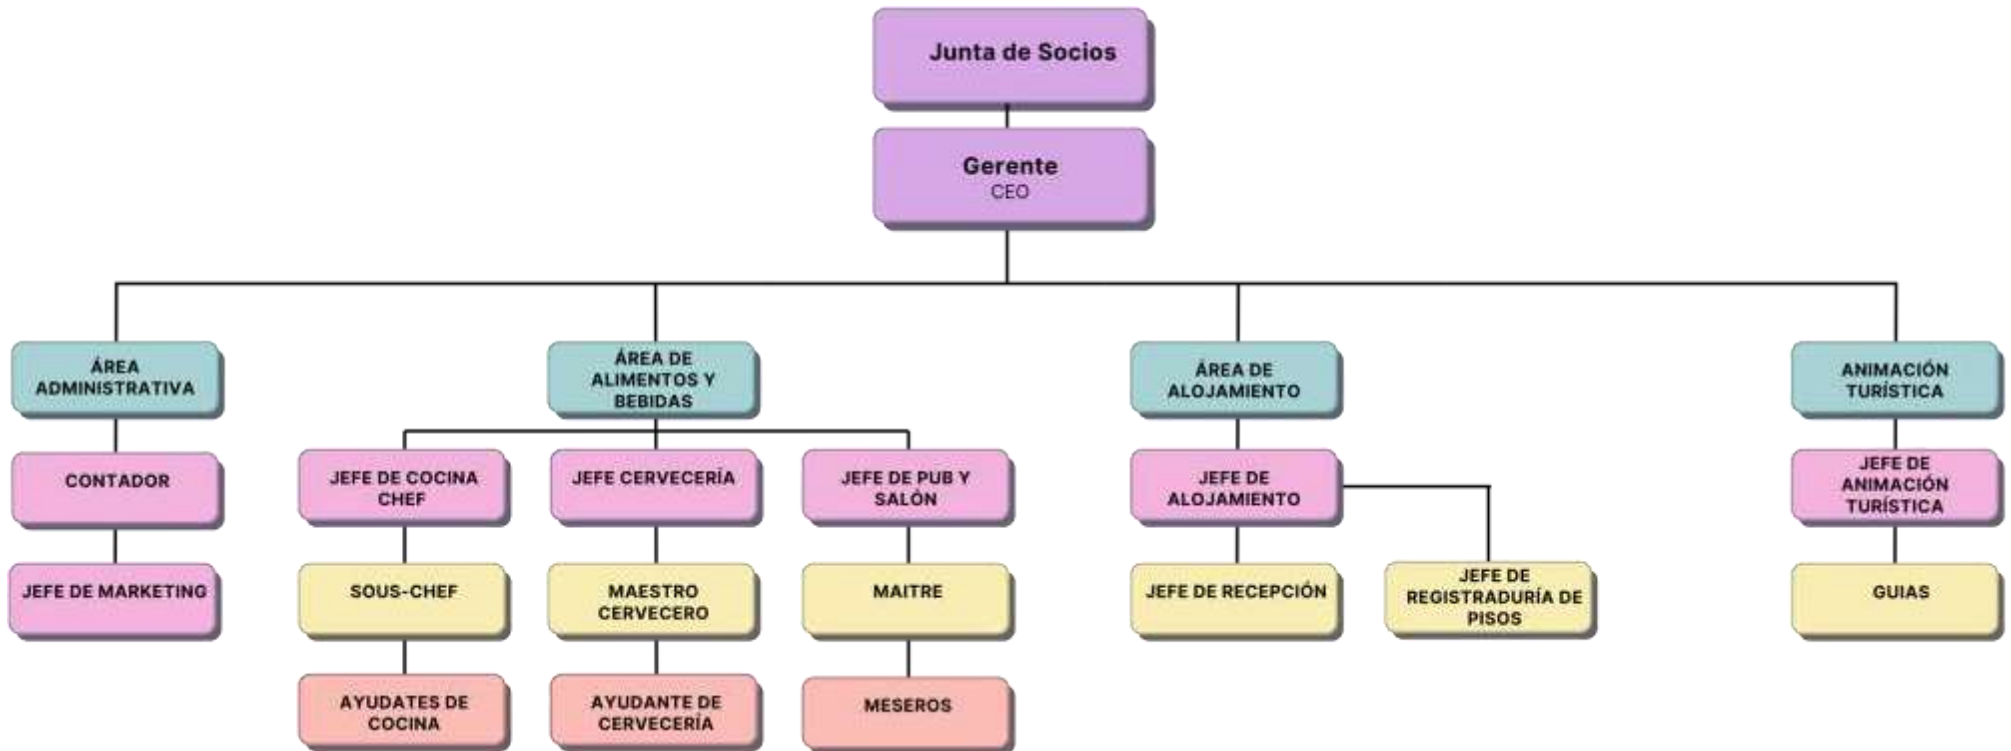 Junta de Socios
Gerente
CEO
ÁREA
ADMINISTRATIVA
ÁREA DE
ALIMENTOS Y
BEBIDAS
ÁREA DE
ALOJAMIENTO
ANIMACIÓN
TURÍSTICA
CONTADOR
JEFE DE COCINA
CHEF
JEFE CERVECERÍA
JEFE DE PUB Y
SALÓN
JEFE DE
ALOJAMIENTO
JEFE DE
ANIMACIÓN
TURÍSTICA
JEFE DE MARKETING
SOUS-CHEF
MAESTRO
CERVECERO
MAITRE
JEFE DE RECEPCIÓN
JEFE DE
REGISTRADURÍA DE
PISOS
GUIAS
AYUDATES DE
COCINA
AYUDANTE DE
CERVECERÍA
MESEROS